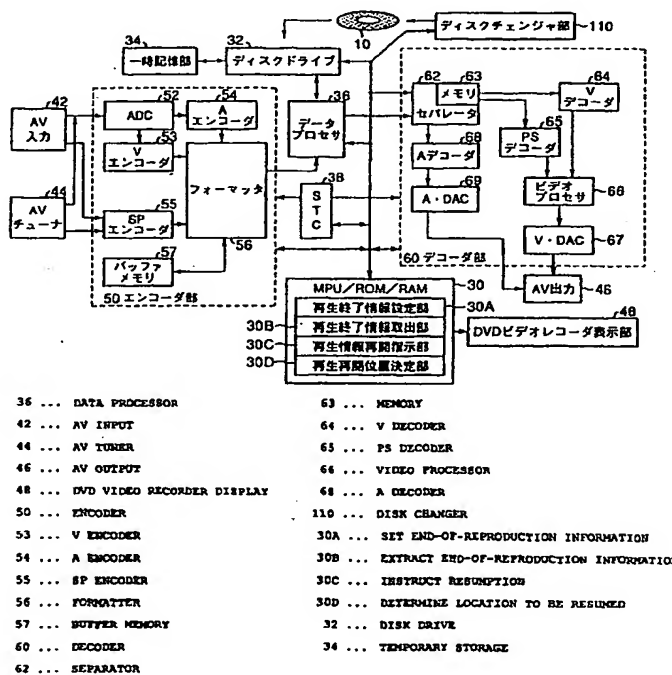 34
一時記憶部
32
ディスクドライブ
10
ディスクチェンジャ部
110
42
AV
入力
44
AV
チューナ
52
ADC
54
A
エンコーダ
53
V
エンコーダ
55
SP
エンコーダ
57
バッファ
メモリ
フォーマッタ
56
50 エンコーダ部
36
データ
プロセサ
38
STC
62
63
メモリ
セパレータ
64
V
デコーダ
65
PS
デコーダ
68
Aデコーダ
69
A・DAC
ビデオ
プロセサ
66
V・DAC
67
60 デコーダ部
AV出力
46
MPU/ROM/RAM
30
再生終了情報設定部
30A
30B
再生終了情報取出部
30C
再生情報再開指示部
30D
再生再開位置決定部
48
DVDビデオレコーダ表示部
36 ... DATA PROCESSOR
42 ... AV INPUT
44 ... AV TUNER
46 ... AV OUTPUT
48 ... DVD VIDEO RECORDER DISPLAY
50 ... ENCODER
53 ... V ENCODER
54 ... A ENCODER
55 ... SP ENCODER
56 ... FORMATTER
57 ... BUFFER MEMORY
60 ... DECODER
62 ... SEPARATOR
63 ... MEMORY
64 ... V DECODER
65 ... PS DECODER
66 ... VIDEO PROCESSOR
68 ... A DECODER
110 ... DISK CHANGER
30A ... SET END-OF-REPRODUCTION INFORMATION
30B ... EXTRACT END-OF-REPRODUCTION INFORMATION
30C ... INSTRUCT RESUMPTION
30D ... DETERMINE LOCATION TO BE RESUMED
32 ... DISK DRIVE
34 ... TEMPORARY STORAGE